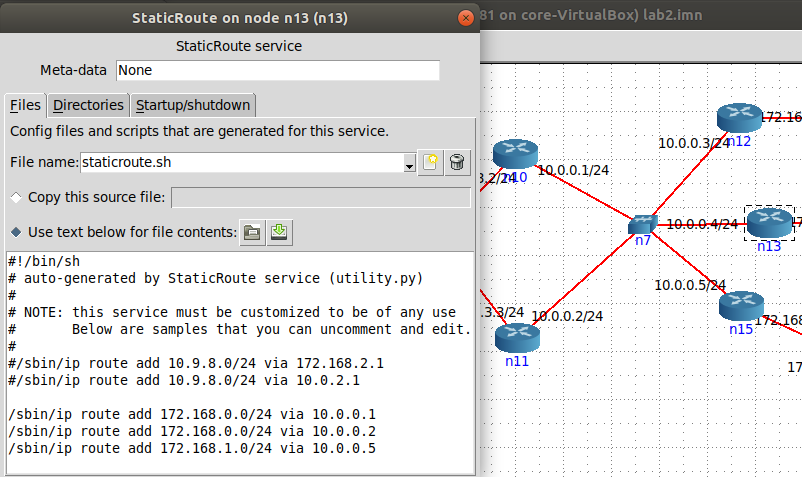 StaticRoute on node n13 (n13)
81 on core-VirtualBox) lab2.imn
StaticRoute service
Meta-data None
Files Directories Startup/shutdown
Config files and scripts that are generated for this service.
File name: staticroute.sh
Copy this source file:
Use text below for file contents:
#!/bin/sh
# auto-generated by StaticRoute service (utility.py)
#
# NOTE: this service must be customized to be of any use
#       Below are samples that you can uncomment and edit.
#
#/sbin/ip route add 10.9.8.0/24 via 172.168.2.1
#/sbin/ip route add 10.9.8.0/24 via 10.0.2.1
/sbin/ip route add 172.168.0.0/24 via 10.0.0.1
/sbin/ip route add 172.168.0.0/24 via 10.0.0.2
/sbin/ip route add 172.168.1.0/24 via 10.0.0.5
172.16
10.0.0.3/24
n12
3.2/24
n10
10.0.0.1/24
n7
10.0.0.4/24
n13
10.0.0.5/24
n15
172.168
.3.3/24
10.0.0.2/24
n11
17